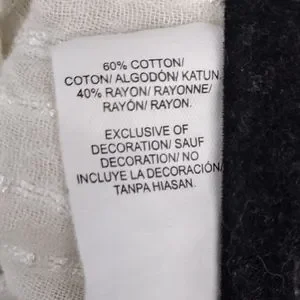 60% COTTON/
COTON/ ALGODÓN/ KATUN.
40% RAYON/ RAYONNE/
RAYÓN/ RAYON.
EXCLUSIVE OF
DECORATION/ SAUF
DECORATION/ NO
INCLUYE LA DECORACIÓN/
TANPA HIASAN.